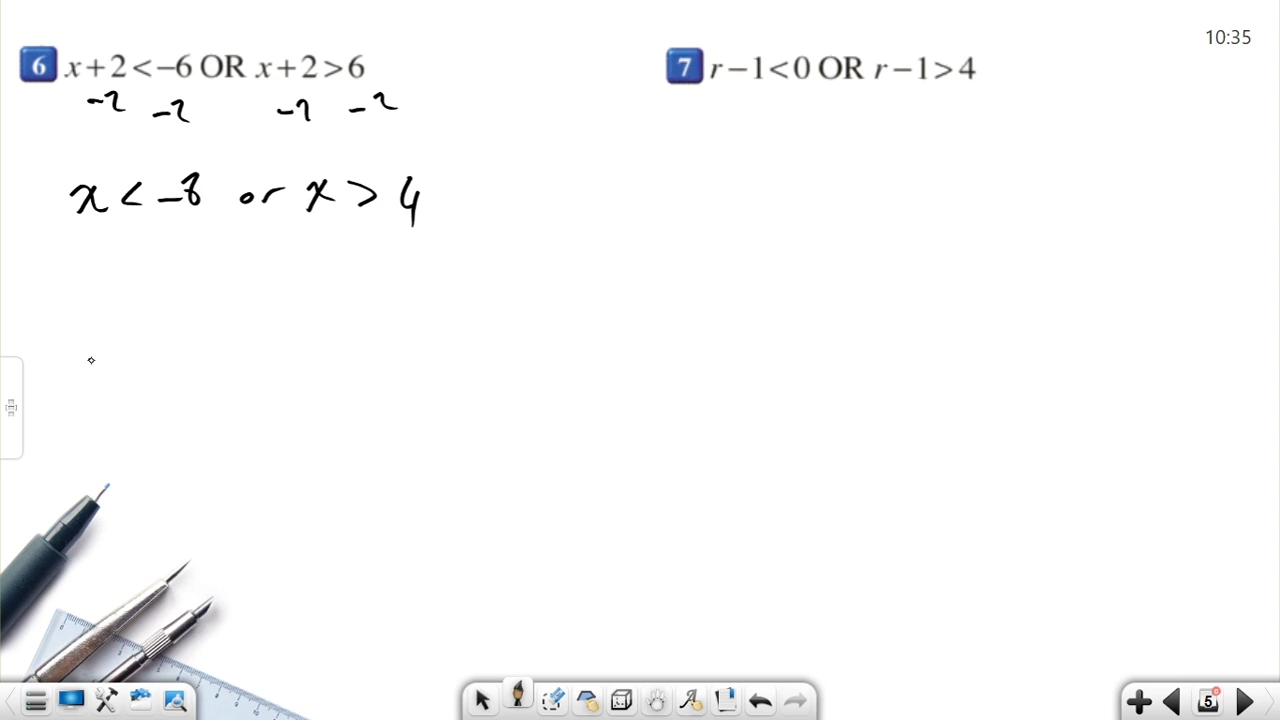 10:35
6 x+2<−6 OR x+2>6
-2 -2 -2 -2
x < -8 or x > 4
7 r−1<0 OR r−1>4
5